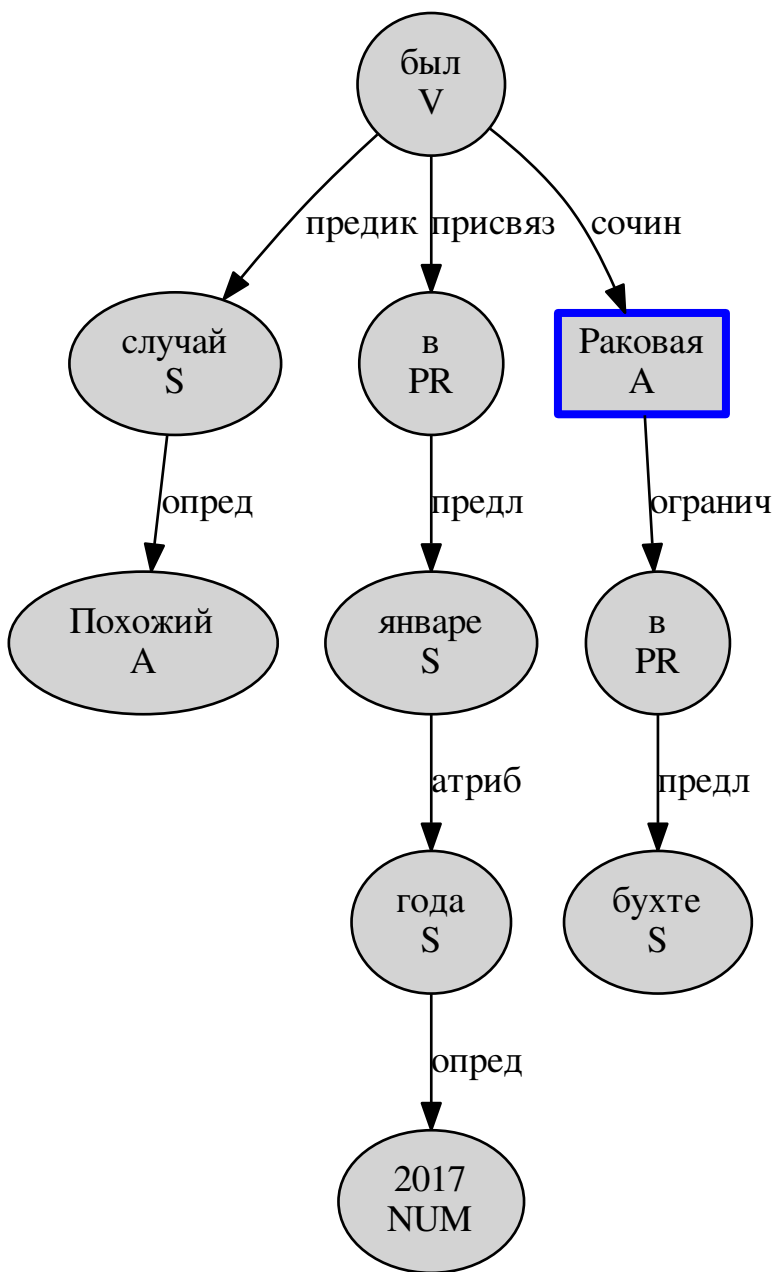 был
V
предик
присвяз
сочин
случай
S
в
PR
Раковая
A
опред
предл
огранич
Похожий
A
январе
S
в
PR
атриб
предл
года
S
бухте
S
опред
2017
NUM